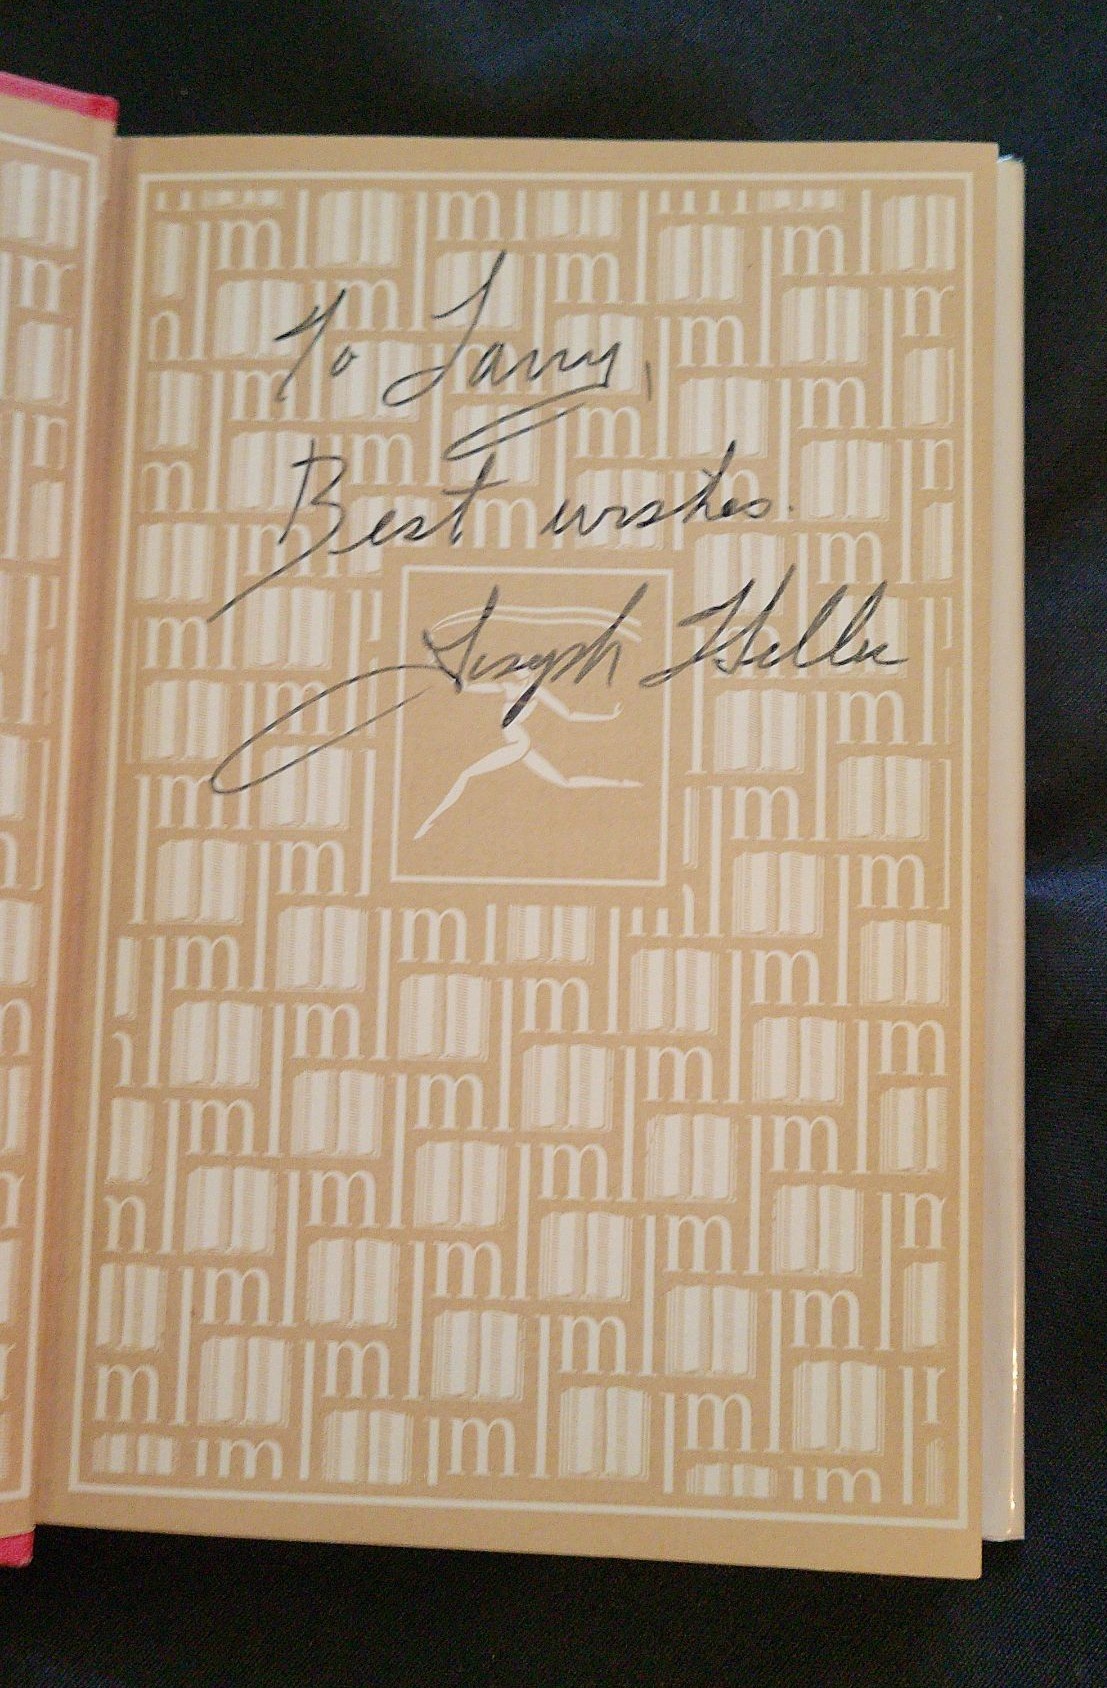 To Larry,
Best wishes.
Joseph Heller